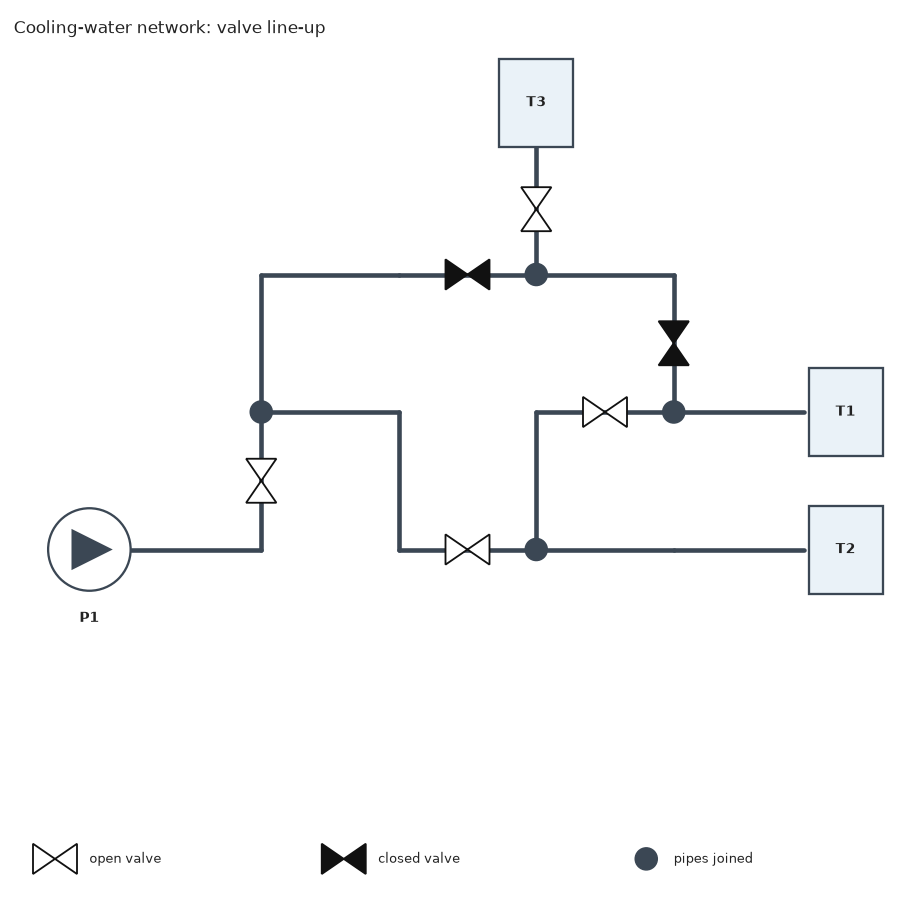 Cooling-water network: valve line-up
T3
T1
T2
P1
open valve
closed valve
pipes joined